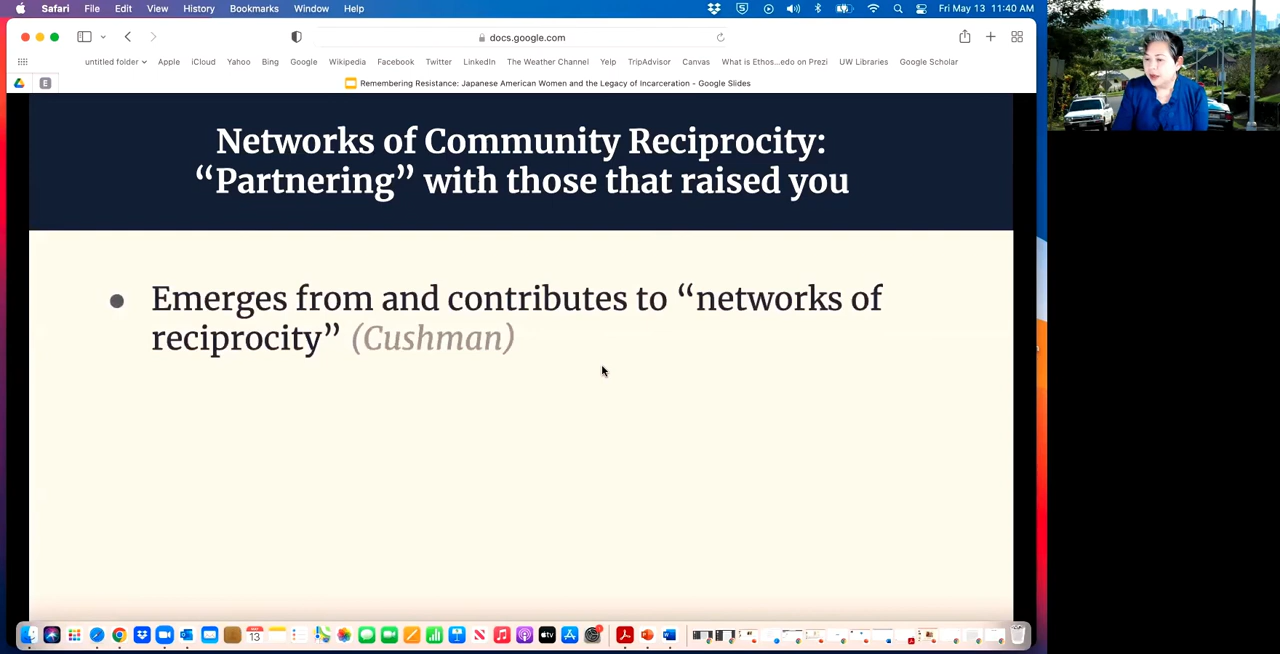 Safari File Edit View History Bookmarks Window Help Fri May 13 11:40 AM
docs.google.com
untitled folder Apple iCloud Yahoo Bing Google Wikipedia Facebook Twitter LinkedIn The Weather Channel Yelp TripAdvisor Canvas What is Ethos...edo on Prezi UW Libraries Google Scholar
E Remembering Resistance: Japanese American Women and the Legacy of Incarceration - Google Slides
Networks of Community Reciprocity:
“Partnering” with those that raised you
● Emerges from and contributes to “networks of
reciprocity” (Cushman)
13 tv